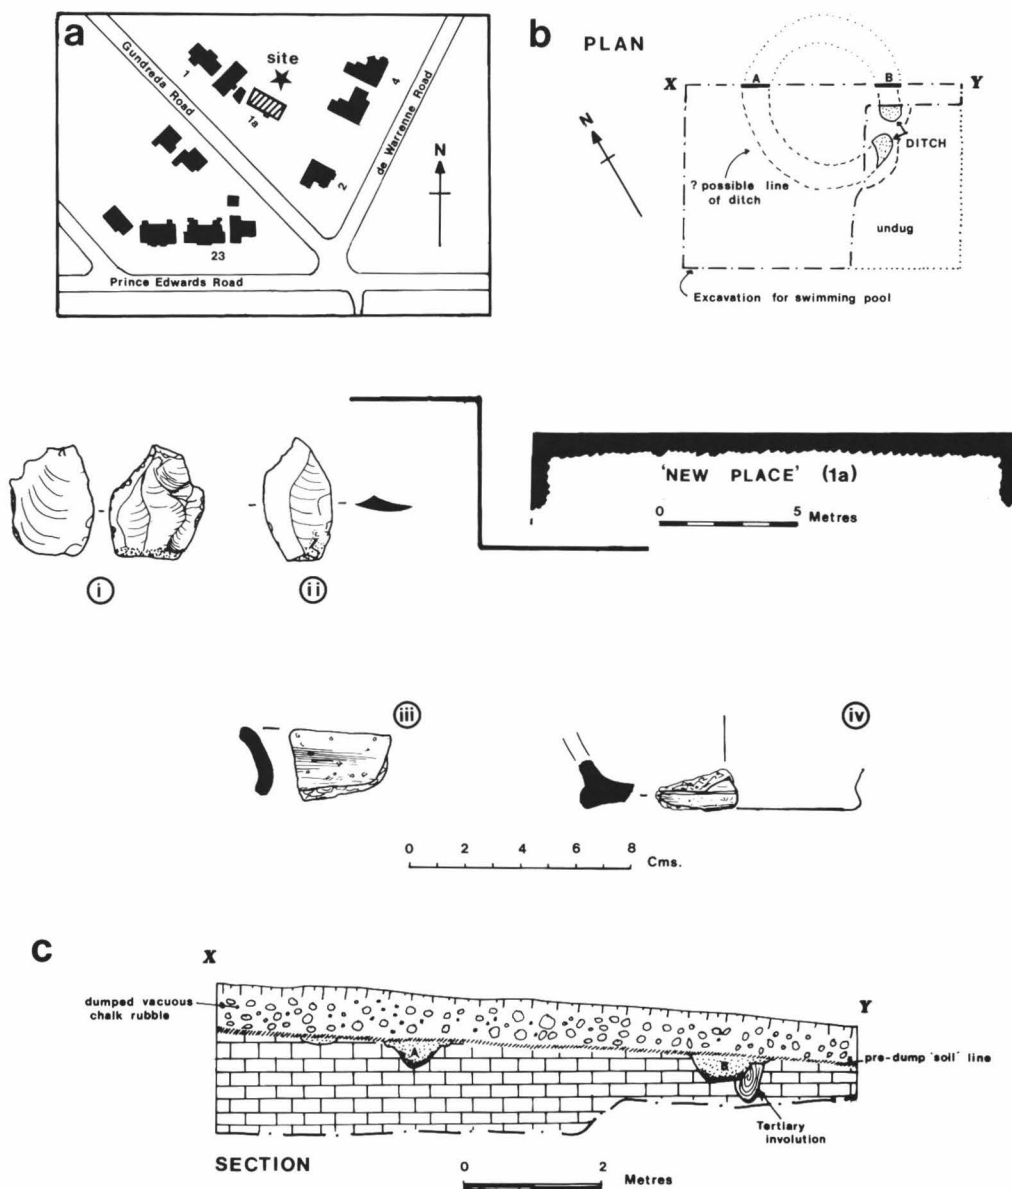 a
Gundreda Road
site
1
1a
4
2
de Warrenne Road
N
23
Prince Edwards Road
b
PLAN
X
A
B
Y
N
DITCH
? possible line
of ditch
undug
Excavation for swimming pool
'NEW PLACE' (1a)
0 5 Metres
i
ii
iii
iv
0 2 4 6 8 Cms.
c
X
dumped vacuous
chalk rubble
Y
A
B
pre-dump 'soil' line
Tertiary
involution
SECTION
0 2 Metres